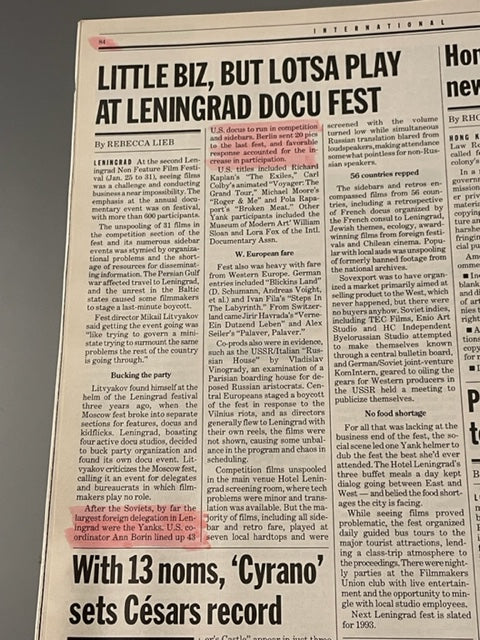 INTERNATIONAL
84
LITTLE BIZ, BUT LOTSA PLAY
AT LENINGRAD DOCU FEST
By REBECCA LIEB
LENINGRAD At the second Len-
ingrad Non Feature Film Festi-
val (Jan. 25 to 31), seeing films
was a challenge and conducting
business a near impossibility. The
emphasis at the annual docu-
mentary event was on festival,
with more than 600 participants.
The unspooling of 31 films in
the competition section of the
fest and its numerous sidebar
events was stymied by organiza-
tional problems and the short-
age of resources for disseminat-
ing information. The Persian Gulf
war affected travel to Leningrad,
and the unrest in the Baltic
states caused some filmmakers
to stage a last-minute boycott.
Fest director Mikail Litvyakov
said getting the event going was
"like trying to govern a mini-
state trying to surmount the same
problems the rest of the country
is going through."
Bucking the party
Litvyakov found himself at the
helm of the Leningrad festival
three years ago, when the
Moscow fest broke into separate
sections for features, docus and
kidflicks. Leningrad, boasting
four active docu studios, decided
to buck party organization and
found its own docu event. Lit-
vyakov criticizes the Moscow fest,
calling it an event for delegates
and bureaucrats in which film-
makers play no role.
After the Soviets, by far the
largest foreign delegation in Len-
ingrad were the Yanks. U.S. co-
ordinator Ann Borin lined up 43
U.S. docus to run in competition
and sidebars. Berlin sent 20 pics
to the last fest, and favorable
response accounted for the in-
crease in participation.
U.S. titles included Richard
Kaplan's "The Exiles," Carl
Colby's animated "Voyager: The
Grand Tour," Michael Moore's
"Roger & Me" and Pola Rapa-
port's "Broken Meat." Other
Yank participants included the
Museum of Modern Art' William
Sloan and Lora Fox of the Intl.
Documentary Assn.
W. European fare
Fest also was heavy with fare
from Western Europe. German
entries included "Blickins Land"
(D. Schumann, Andreas Voight,
et al.) and Ivan Fila's "Steps In
The Labyrinth." From Switzer-
land came Jiri Havrada's "Verne-
Ein Dutzend Leben" and Alex
Seiler's "Palaver, Palaver."
Co-prods also were in evidence,
such as the USSR/Italian "Rus-
sian House" by Vladislav
Vinogrady, an examination of a
Parisian boarding house for de-
posed Russian aristocrats. Cen-
tral Europeans staged a boycott
of the fest in response to the
Vilnius riots, and as directors
generally flew to Leningrad with
their own reels, the films were
not shown, causing some unbal-
ance in the program and chaos in
scheduling.
Competition films unspooled
in the main venue Hotel Lenin-
grad screening room, where tech
problems were minor and trans-
lation was available. But the ma-
jority of films, including all side-
bar and retro fare, played at
seven local hardtops and were
screened with the volume
turned low while simultaneous
Russian translation blared from
loudspeakers, making attendance
somewhat pointless for non-Rus-
sian speakers.
56 countries repped
The sidebars and retros en-
compassed films from 56 coun-
tries, including a retrospective
of French docus organized by
the French consul to Leningrad,
Jewish themes, ecology, award-
winning films from foreign festi-
vals and Chilean cinema. Popu-
lar with local auds was unspooling
of formerly banned footage from
the national archives.
Sovexport was to have organ-
ized a market primarily aimed at
selling product to the West, which
never happened, but there were
no buyers anyhow. Soviet indies,
including TEC Films, Enio Art
Studio and HC Independent
Byelorussian Studio attempted
to make themselves known
through a central bulletin board,
and German/Soviet joint-venture
KomIntern, geared to oiling the
gears for Western producers in
the USSR held a meeting to
publicize themselves.
No food shortage
For all that was lacking at the
business end of the fest, the so-
cial scene led one Yank helmer to
dub the fest the best she'd ever
attended. The Hotel Leningrad's
three buffet meals a day kept
dialog going between East and
West — and belied the food short-
ages the city is facing.
While seeing films proved
problematic, the fest organized
daily guided bus tours to the
major tourist attractions, lend-
ing a class-trip atmosphere to
the proceedings. There were night-
ly parties at the Filmmakers
Union club with live entertain-
ment and the opportunity to min-
gle with local studio employees.
Next Leningrad fest is slated
for 1993.
With 13 noms, 'Cyrano'
sets Césars record